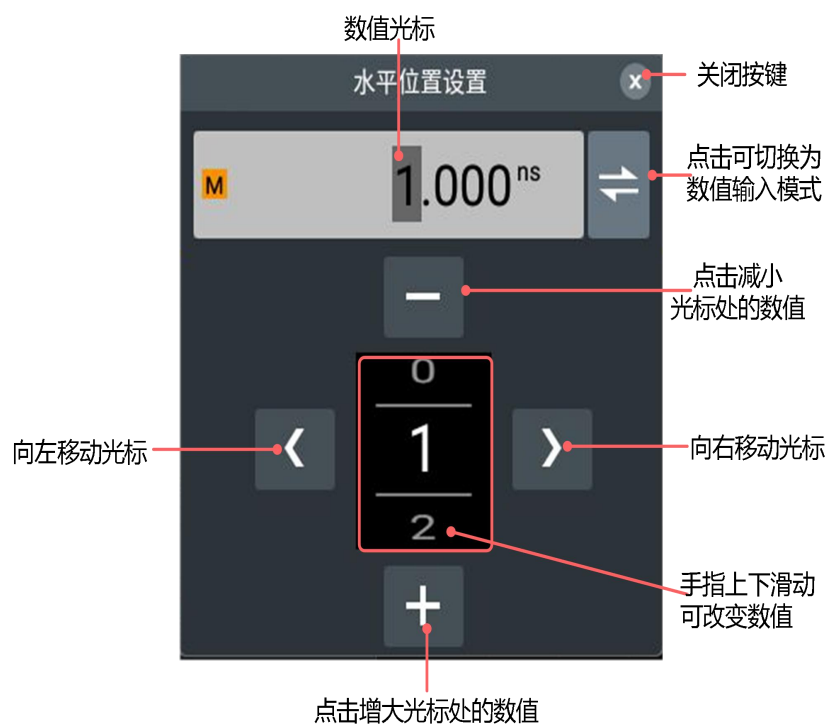 数值光标
水平位置设置
x
关闭按键
M
1.000 ns
点击可切换为
数值输入模式
点击减小
光标处的数值
0
1
2
向左移动光标
向右移动光标
手指上下滑动
可改变数值
点击增大光标处的数值